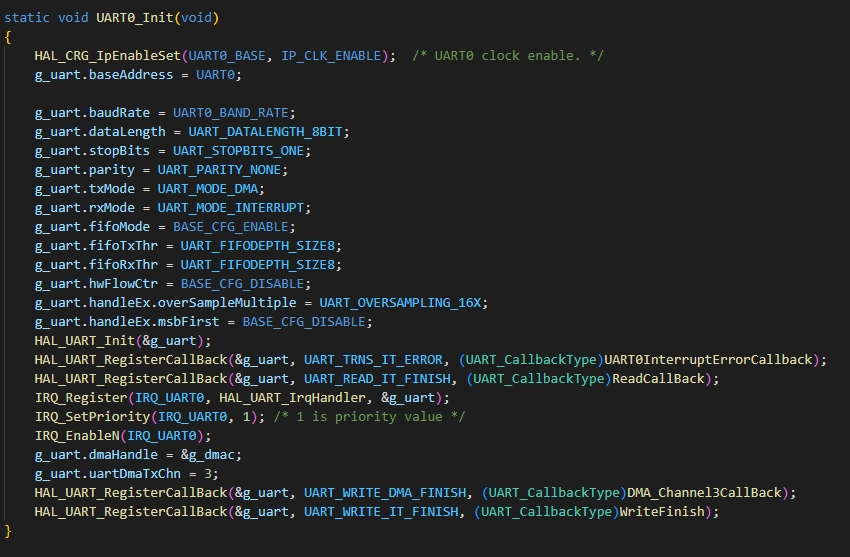 static void UART0_Init(void)
{
    HAL_CRG_IpEnableSet(UART0_BASE, IP_CLK_ENABLE);  /* UART0 clock enable. */
    g_uart.baseAddress = UART0;

    g_uart.baudRate = UART0_BAND_RATE;
    g_uart.dataLength = UART_DATALENGTH_8BIT;
    g_uart.stopBits = UART_STOPBITS_ONE;
    g_uart.parity = UART_PARITY_NONE;
    g_uart.txMode = UART_MODE_DMA;
    g_uart.rxMode = UART_MODE_INTERRUPT;
    g_uart.fifoMode = BASE_CFG_ENABLE;
    g_uart.fifoTxThr = UART_FIFODEPTH_SIZE8;
    g_uart.fifoRxThr = UART_FIFODEPTH_SIZE8;
    g_uart.hwFlowCtr = BASE_CFG_DISABLE;
    g_uart.handleEx.overSampleMultiple = UART_OVERSAMPLING_16X;
    g_uart.handleEx.msbFirst = BASE_CFG_DISABLE;
    HAL_UART_Init(&g_uart);
    HAL_UART_RegisterCallBack(&g_uart, UART_TRNS_IT_ERROR, (UART_CallbackType)UART0InterruptErrorCallback);
    HAL_UART_RegisterCallBack(&g_uart, UART_READ_IT_FINISH, (UART_CallbackType)ReadCallBack);
    IRQ_Register(IRQ_UART0, HAL_UART_IrqHandler, &g_uart);
    IRQ_SetPriority(IRQ_UART0, 1); /* 1 is priority value */
    IRQ_EnableN(IRQ_UART0);
    g_uart.dmaHandle = &g_dmac;
    g_uart.uartDmaTxChn = 3;
    HAL_UART_RegisterCallBack(&g_uart, UART_WRITE_DMA_FINISH, (UART_CallbackType)DMA_Channel3CallBack);
    HAL_UART_RegisterCallBack(&g_uart, UART_WRITE_IT_FINISH, (UART_CallbackType)WriteFinish);
}